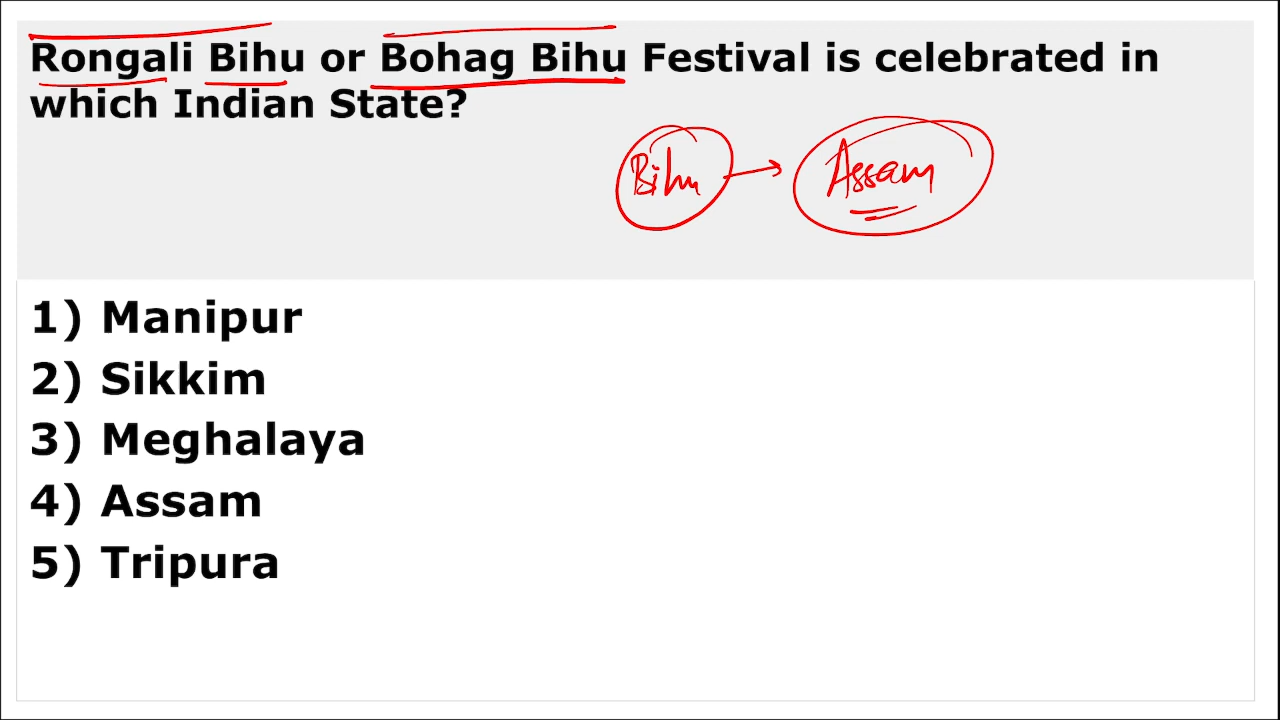 Rongali Bihu or Bohag Bihu Festival is celebrated in
which Indian State?
Bihu → Assam
1) Manipur
2) Sikkim
3) Meghalaya
4) Assam
5) Tripura